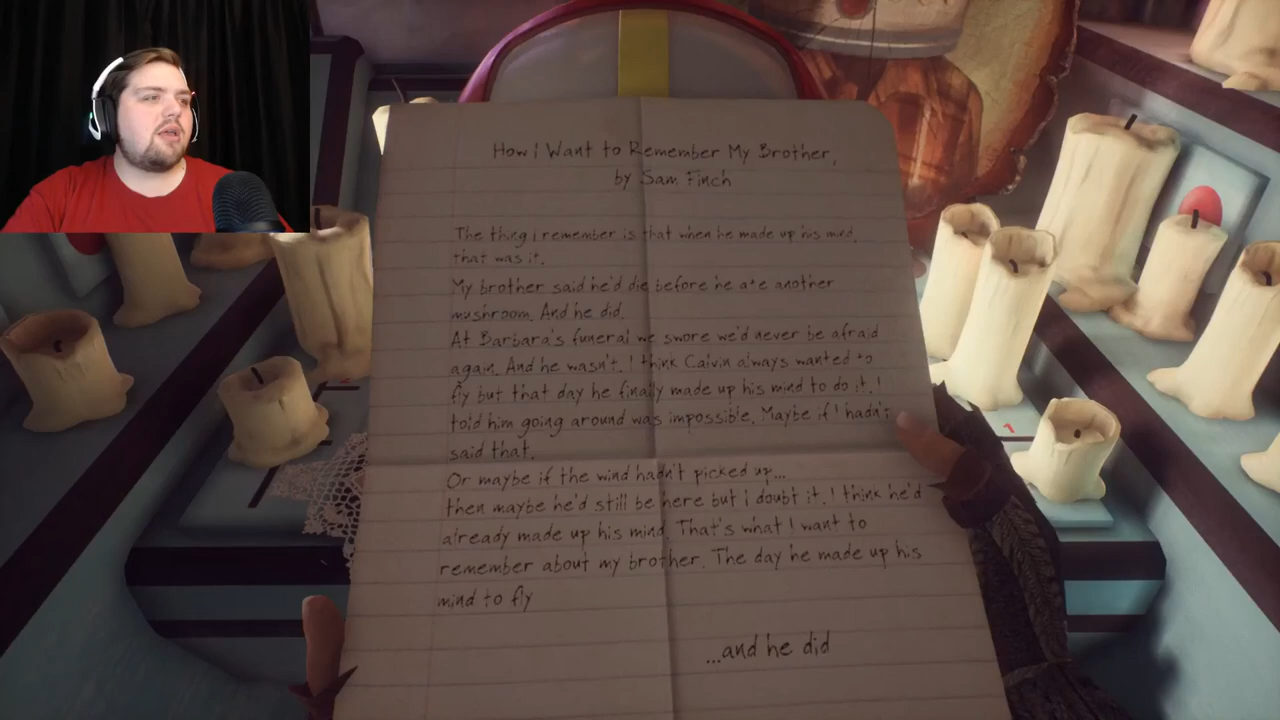 How i Want to Remember My Brother,
by Sam Finch
The thing i remember is that when he made up his mind,
that was it.
My brother said he'd die before he ate another
mushroom. And he did.
At Barbara's funeral we swore we'd never be afraid
again. And he wasn't. I think Calvin always wanted to
fly but that day he finally made up his mind to do it. I
told him going around was impossible. Maybe if I hadn't
said that.
Or maybe if the wind hadn't picked up...
then maybe he'd still be here but i doubt it. I think he'd
already made up his mind. That's what I want to
remember about my brother. The day he made up his
mind to fly
...and he did